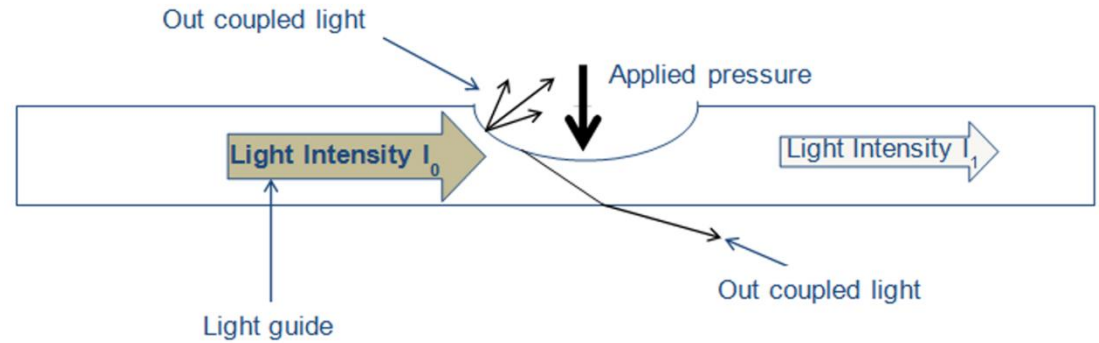 Out coupled light
Applied pressure
Light Intensity I₀
Light Intensity I₁
Out coupled light
Light guide